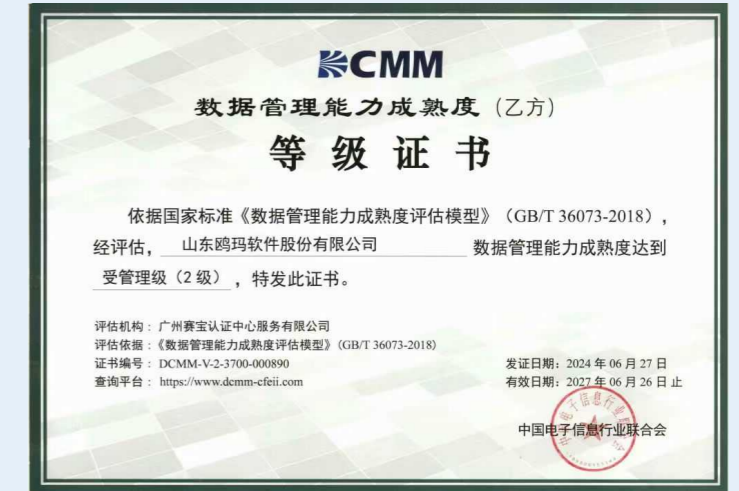 DCMM
数据管理能力成熟度（乙方）
等级证书
依据国家标准《数据管理能力成熟度评估模型》（GB/T 36073-2018），
经评估，山东鸥玛软件股份有限公司 数据管理能力成熟度达到
受管理级（2级），特发此证书。
评估机构：广州赛宝认证中心服务有限公司
评估依据：《数据管理能力成熟度评估模型》（GB/T 36073-2018）
证书编号：DCMM-V-2-3700-000890
查询平台：https://www.dcmm-cfeii.com
发证日期：2024年06月27日
有效日期：2027年06月26日止
中国电子信息行业联合会